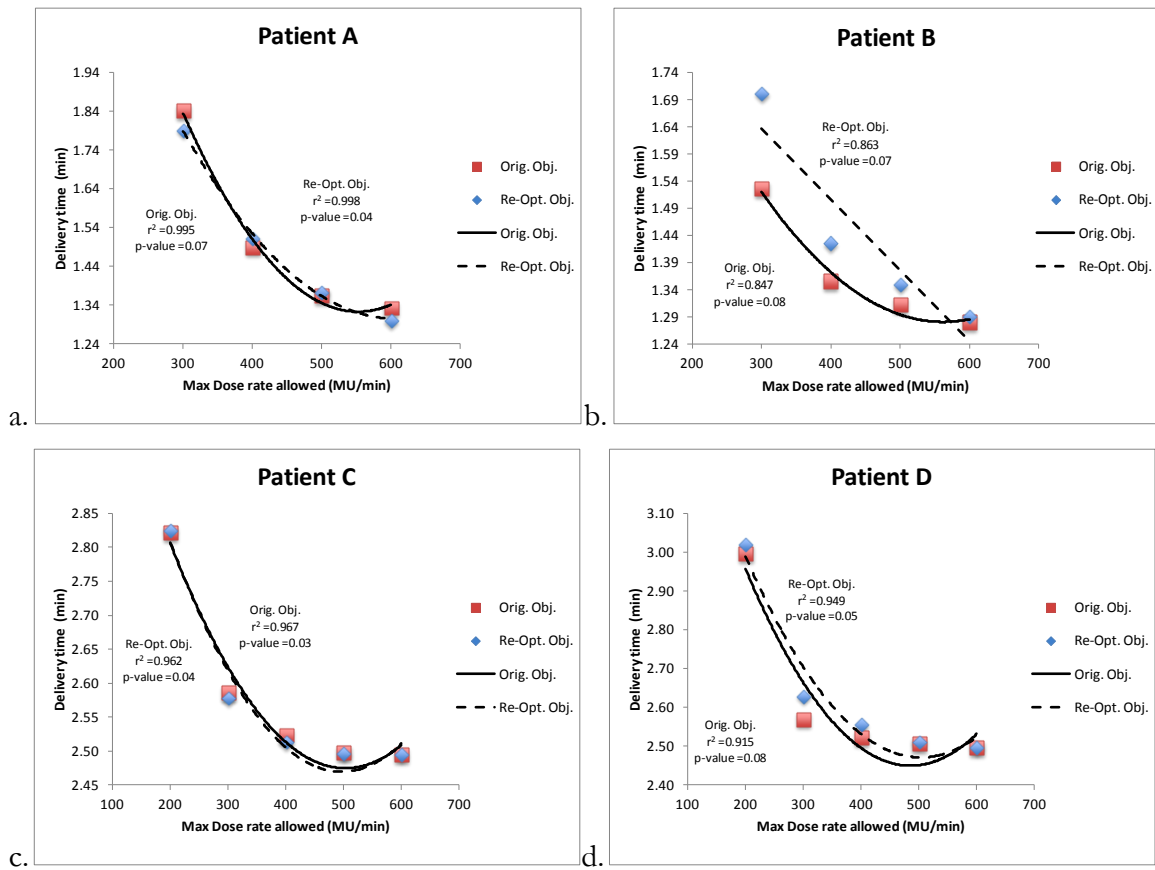 Patient A
1.94
1.84
1.74
1.64
1.54
1.44
1.34
1.24
200 300 400 500 600 700
Delivery time (min)
Max Dose rate allowed (MU/min)
Orig. Obj.
r² =0.995
p-value =0.07
Re-Opt. Obj.
r² =0.998
p-value =0.04
Orig. Obj.
Re-Opt. Obj.
Orig. Obj.
Re-Opt. Obj.
a.
Patient B
1.74
1.69
1.64
1.59
1.54
1.49
1.44
1.39
1.34
1.29
1.24
200 300 400 500 600 700
Delivery time (min)
Max Dose rate allowed (MU/min)
Re-Opt. Obj.
r² =0.863
p-value =0.07
Orig. Obj.
r² =0.847
p-value =0.08
Orig. Obj.
Re-Opt. Obj.
Orig. Obj.
Re-Opt. Obj.
b.
Patient C
2.85
2.80
2.75
2.70
2.65
2.60
2.55
2.50
2.45
100 200 300 400 500 600 700
Delivery time (min)
Max Dose rate allowed (MU/min)
Orig. Obj.
r² =0.967
p-value =0.03
Re-Opt. Obj.
r² =0.962
p-value =0.04
Orig. Obj.
Re-Opt. Obj.
Orig. Obj.
Re-Opt. Obj.
c.
Patient D
3.10
3.00
2.90
2.80
2.70
2.60
2.50
2.40
100 200 300 400 500 600 700
Delivery time (min)
Max Dose rate allowed (MU/min)
Re-Opt. Obj.
r² =0.949
p-value =0.05
Orig. Obj.
r² =0.915
p-value =0.08
Orig. Obj.
Re-Opt. Obj.
Orig. Obj.
Re-Opt. Obj.
d.